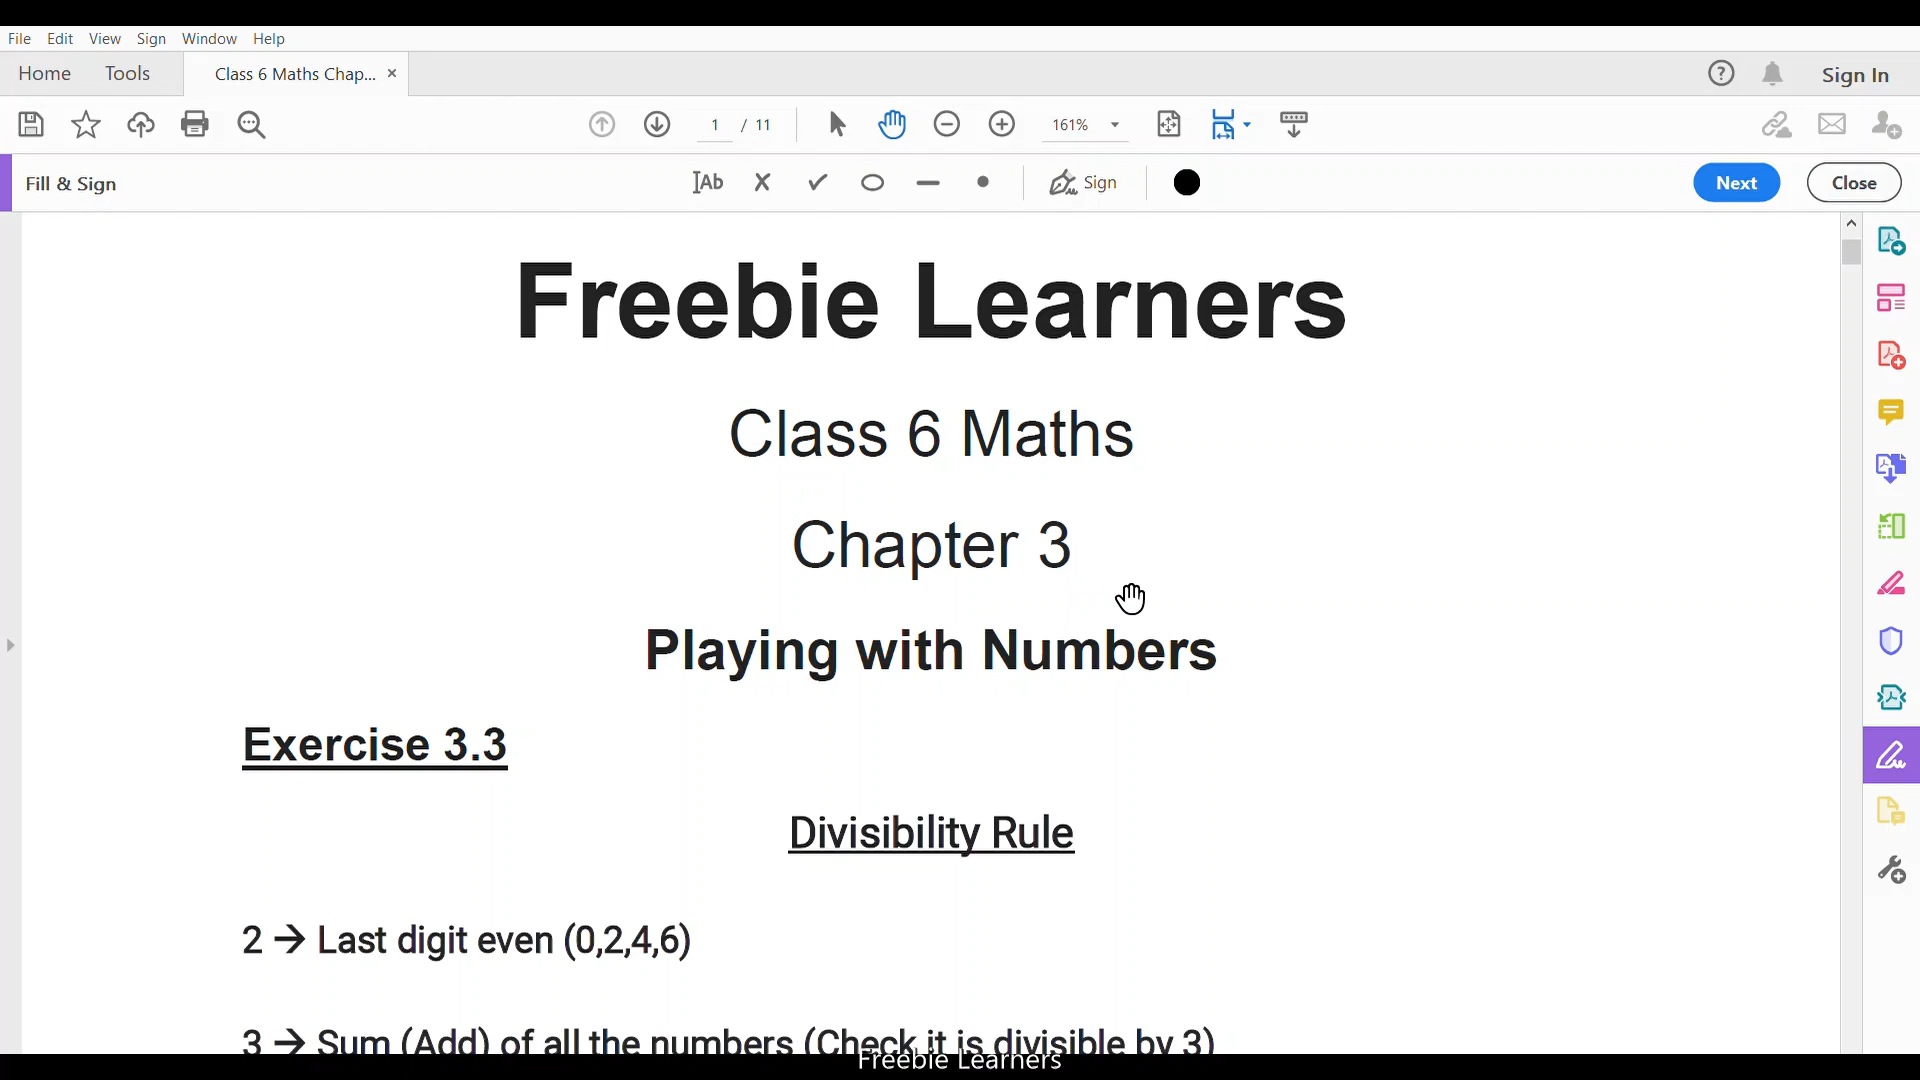 File Edit View Sign Window Help
Home Tools Class 6 Maths Chap... × Sign In
1 / 11 161%
Fill & Sign Ab Sign Next Close
Freebie Learners
Class 6 Maths
Chapter 3
Playing with Numbers
Exercise 3.3
Divisibility Rule
2 → Last digit even (0,2,4,6)
3 → Sum (Add) of all the numbers (Check it is divisible by 3)
Freebie Learners